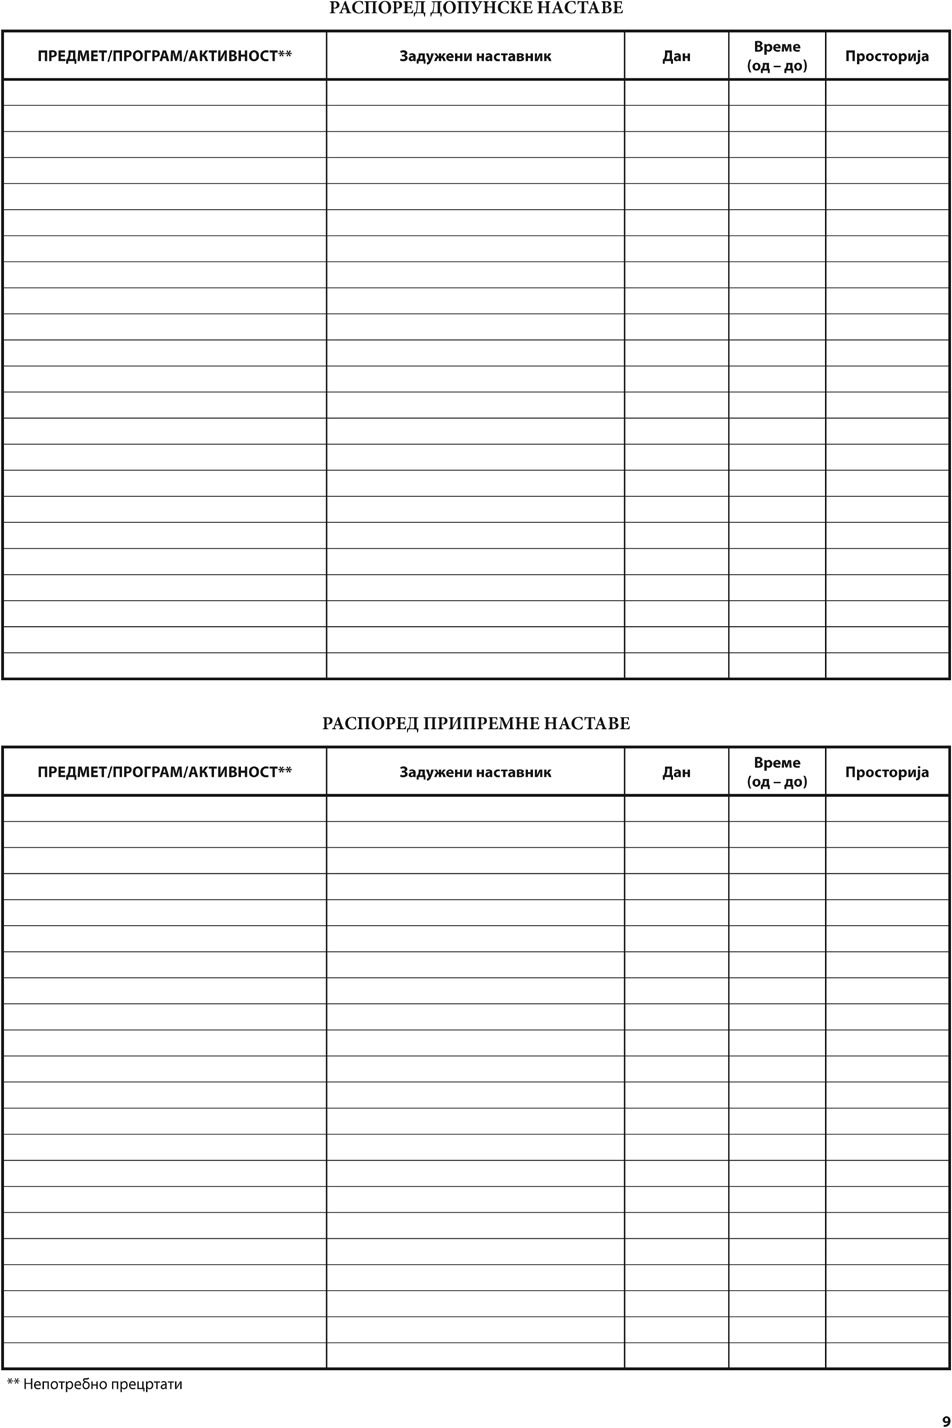 РАСПОРЕД ДОПУНСКЕ НАСТАВЕ
ПРЕДМЕТ/ПРОГРАМ/АКТИВНОСТ** Задужени наставник Дан Време (од – до) Просторија
РАСПОРЕД ПРИПРЕМНЕ НАСТАВЕ
ПРЕДМЕТ/ПРОГРАМ/АКТИВНОСТ** Задужени наставник Дан Време (од – до) Просторија
** Непотребно прецртати
9